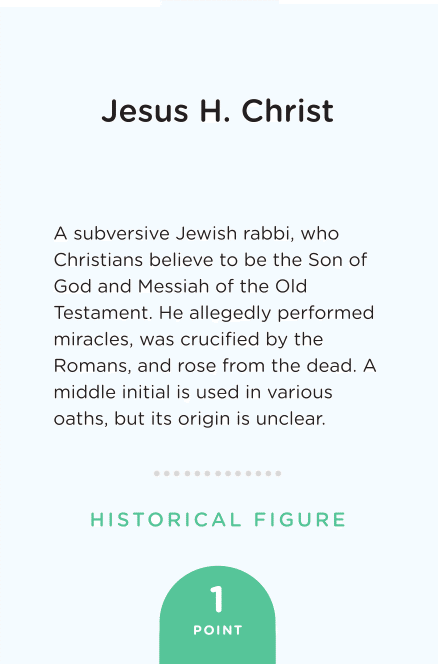 Jesus H. Christ
A subversive Jewish rabbi, who
Christians believe to be the Son of
God and Messiah of the Old
Testament. He allegedly performed
miracles, was crucified by the
Romans, and rose from the dead. A
middle initial is used in various
oaths, but its origin is unclear.
HISTORICAL FIGURE
1
POINT